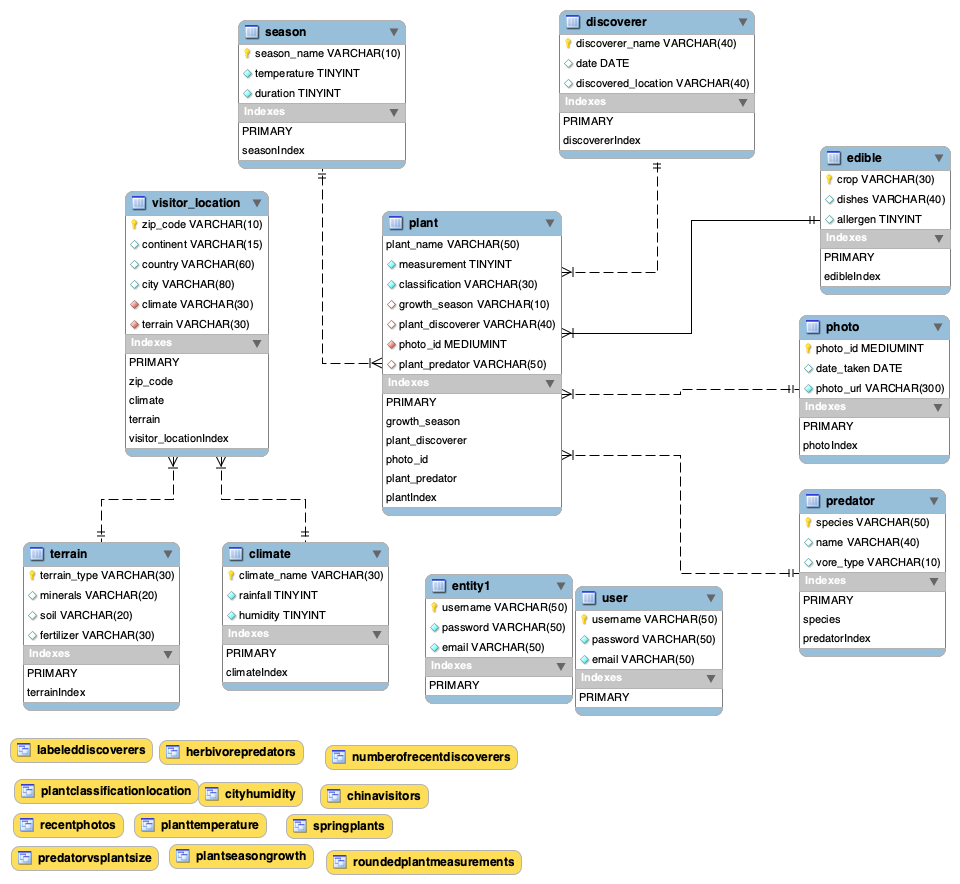 season
season_name VARCHAR(10)
temperature TINYINT
duration TINYINT
Indexes
PRIMARY
seasonIndex
discoverer
discoverer_name VARCHAR(40)
date DATE
discovered_location VARCHAR(40)
Indexes
PRIMARY
discovererIndex
edible
crop VARCHAR(30)
dishes VARCHAR(40)
allergen TINYINT
Indexes
PRIMARY
edibleIndex
visitor_location
zip_code VARCHAR(10)
continent VARCHAR(15)
country VARCHAR(60)
city VARCHAR(80)
climate VARCHAR(30)
terrain VARCHAR(30)
Indexes
PRIMARY
zip_code
climate
terrain
visitor_locationIndex
plant
plant_name VARCHAR(50)
measurement TINYINT
classification VARCHAR(30)
growth_season VARCHAR(10)
plant_discoverer VARCHAR(40)
photo_id MEDIUMINT
plant_predator VARCHAR(50)
Indexes
PRIMARY
growth_season
plant_discoverer
photo_id
plant_predator
plantIndex
photo
photo_id MEDIUMINT
date_taken DATE
photo_url VARCHAR(300)
Indexes
PRIMARY
photoIndex
predator
species VARCHAR(50)
name VARCHAR(40)
vore_type VARCHAR(10)
Indexes
PRIMARY
species
predatorIndex
terrain
terrain_type VARCHAR(30)
minerals VARCHAR(20)
soil VARCHAR(20)
fertilizer VARCHAR(30)
Indexes
PRIMARY
terrainIndex
climate
climate_name VARCHAR(30)
rainfall TINYINT
humidity TINYINT
Indexes
PRIMARY
climateIndex
entity1
username VARCHAR(50)
password VARCHAR(50)
email VARCHAR(50)
Indexes
PRIMARY
user
username VARCHAR(50)
password VARCHAR(50)
email VARCHAR(50)
Indexes
PRIMARY
labeleddiscoverers
herbivorepredators
numberofrecentdiscoverers
plantclassificationlocation
cityhumidity
chinavisitors
recentphotos
planttemperature
springplants
predatorvsplantsize
plantseasongrowth
roundedplantmeasurements